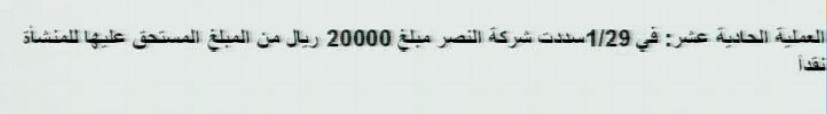 العملية الحادية عشر: في 1/29سددت شركة النصر مبلغ 20000 ريال من المبلغ المستحق عليها للمنشأة
نقداً